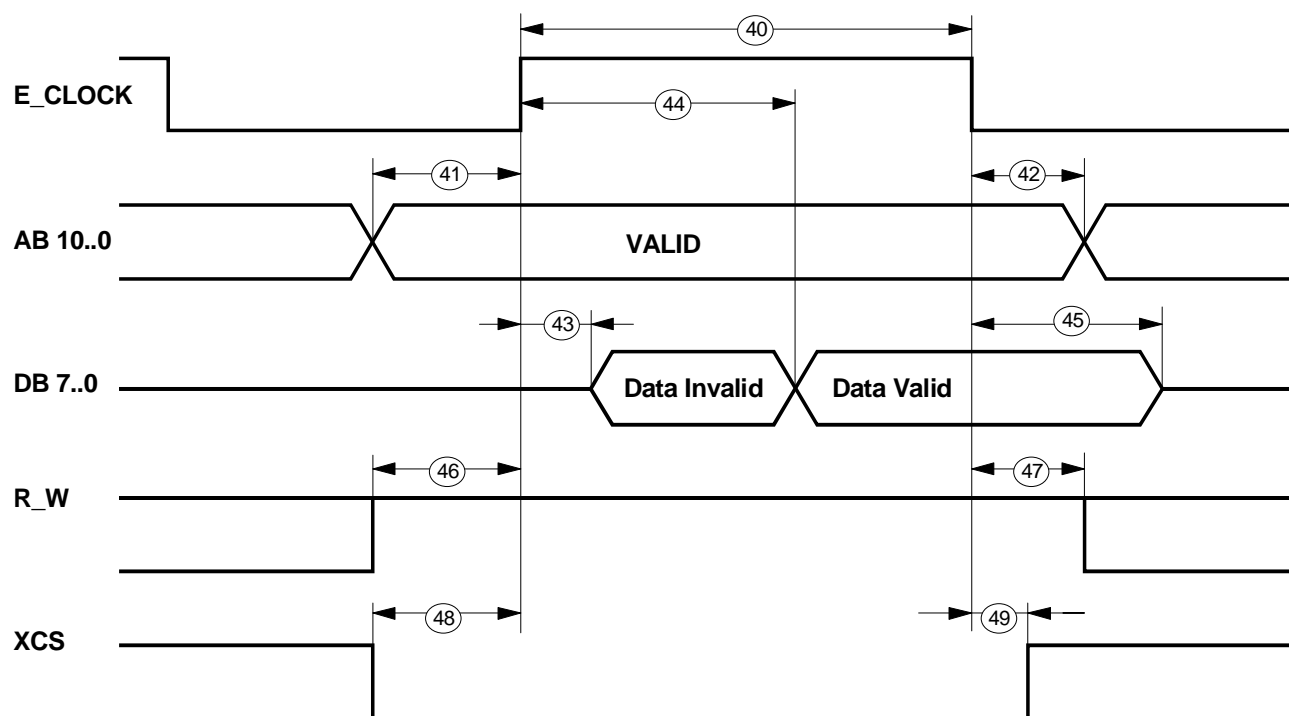 40
E_CLOCK
44
41
42
AB 10..0
VALID
43
45
DB 7..0
Data Invalid
Data Valid
46
47
R_W
48
49
XCS